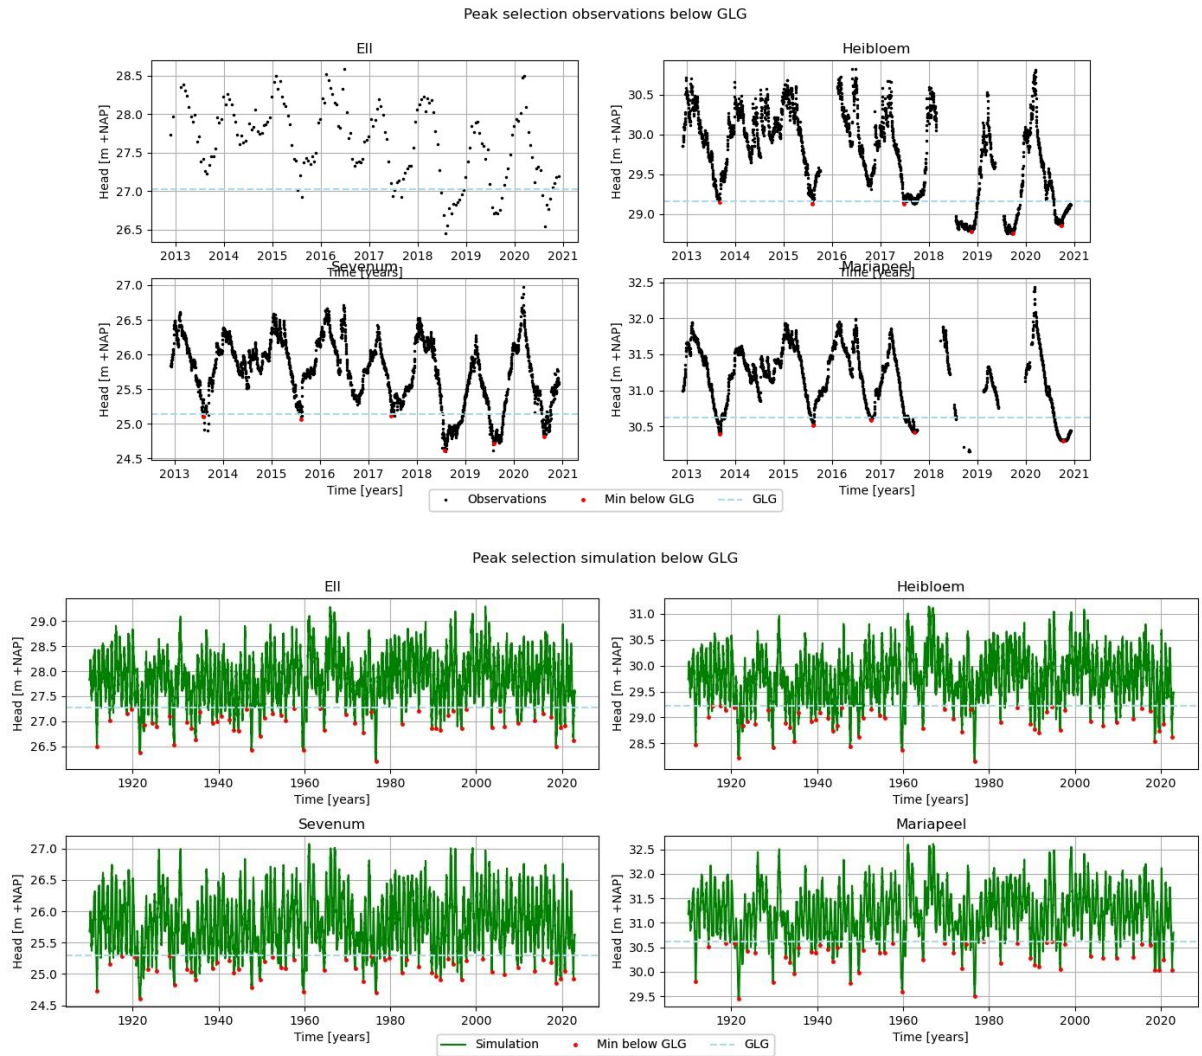 Peak selection observations below GLG
Ell
Heibloem
Head [m +NAP]
28.5
28.0
27.5
27.0
26.5
2013 2014 2015 2016 2017 2018 2019 2020 2021
Time [years]
Head [m +NAP]
30.5
30.0
29.5
29.0
2013 2014 2015 2016 2017 2018 2019 2020 2021
Time [years]
Sevenum
Mariapeel
Head [m +NAP]
27.0
26.5
26.0
25.5
25.0
24.5
2013 2014 2015 2016 2017 2018 2019 2020 2021
Time [years]
Head [m +NAP]
32.5
31.5
31.5
31.0
30.5
2013 2014 2015 2016 2017 2018 2019 2020 2021
Time [years]
Observations Min below GLG GLG
Peak selection simulation below GLG
Ell
Heibloem
Head [m +NAP]
29.0
28.5
28.0
27.5
27.0
26.5
1920 1940 1960 1980 2000 2020
Time [years]
Head [m +NAP]
31.0
30.5
30.0
29.5
29.0
28.5
1920 1940 1960 1980 2000 2020
Time [years]
Sevenum
Mariapeel
Head [m +NAP]
27.0
26.5
26.0
25.5
25.0
24.5
1920 1940 1960 1980 2000 2020
Time [years]
Head [m +NAP]
32.5
32.0
31.5
31.0
30.5
30.0
29.5
1920 1940 1960 1980 2000 2020
Time [years]
Simulation Min below GLG GLG